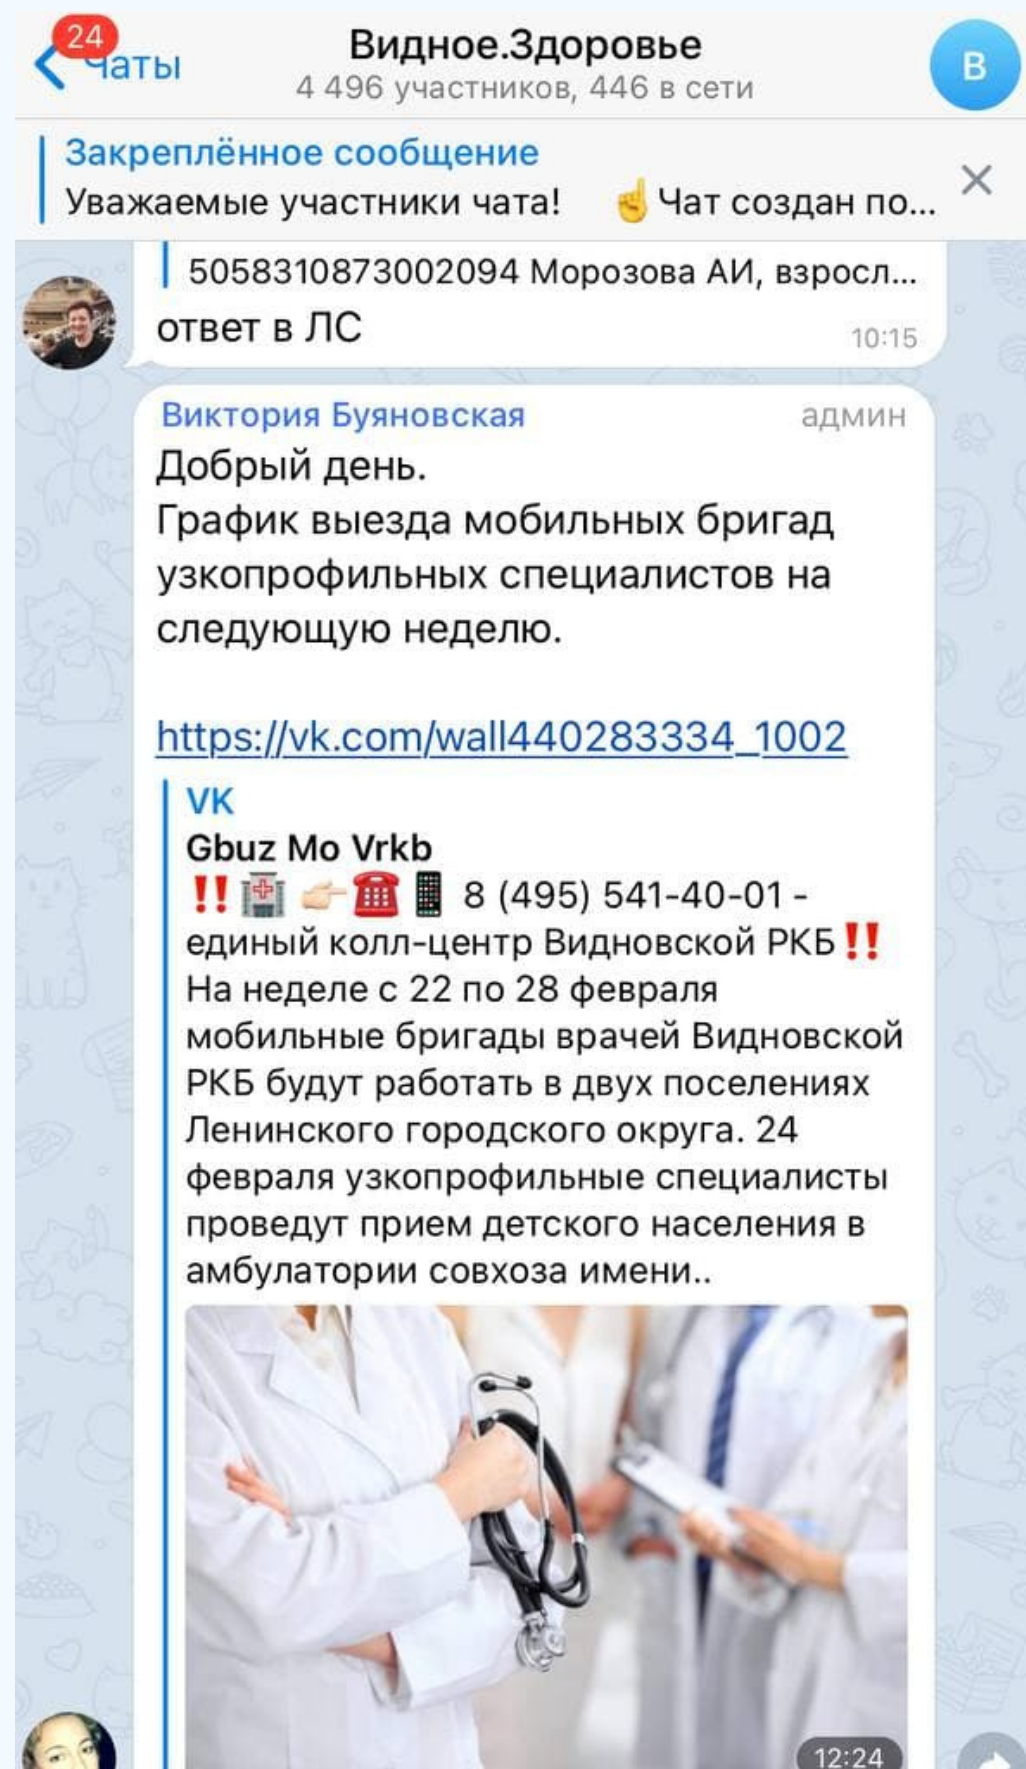 24
Чаты
Видное.Здоровье
4 496 участников, 446 в сети
В
Закреплённое сообщение
Уважаемые участники чата! ☝Чат создан по...
5058310873002094 Морозова АИ, взросл...
ответ в ЛС
10:15
Виктория Буяновская админ
Добрый день.
График выезда мобильных бригад
узкопрофильных специалистов на
следующую неделю.
https://vk.com/wall440283334_1002
VK
Gbuz Mo Vrkb
‼🏥👉🏻☎📱 8 (495) 541-40-01 -
единый колл-центр Видновской РКБ‼
На неделе с 22 по 28 февраля
мобильные бригады врачей Видновской
РКБ будут работать в двух поселениях
Ленинского городского округа. 24
февраля узкопрофильные специалисты
проведут прием детского населения в
амбулатории совхоза имени..
12:24